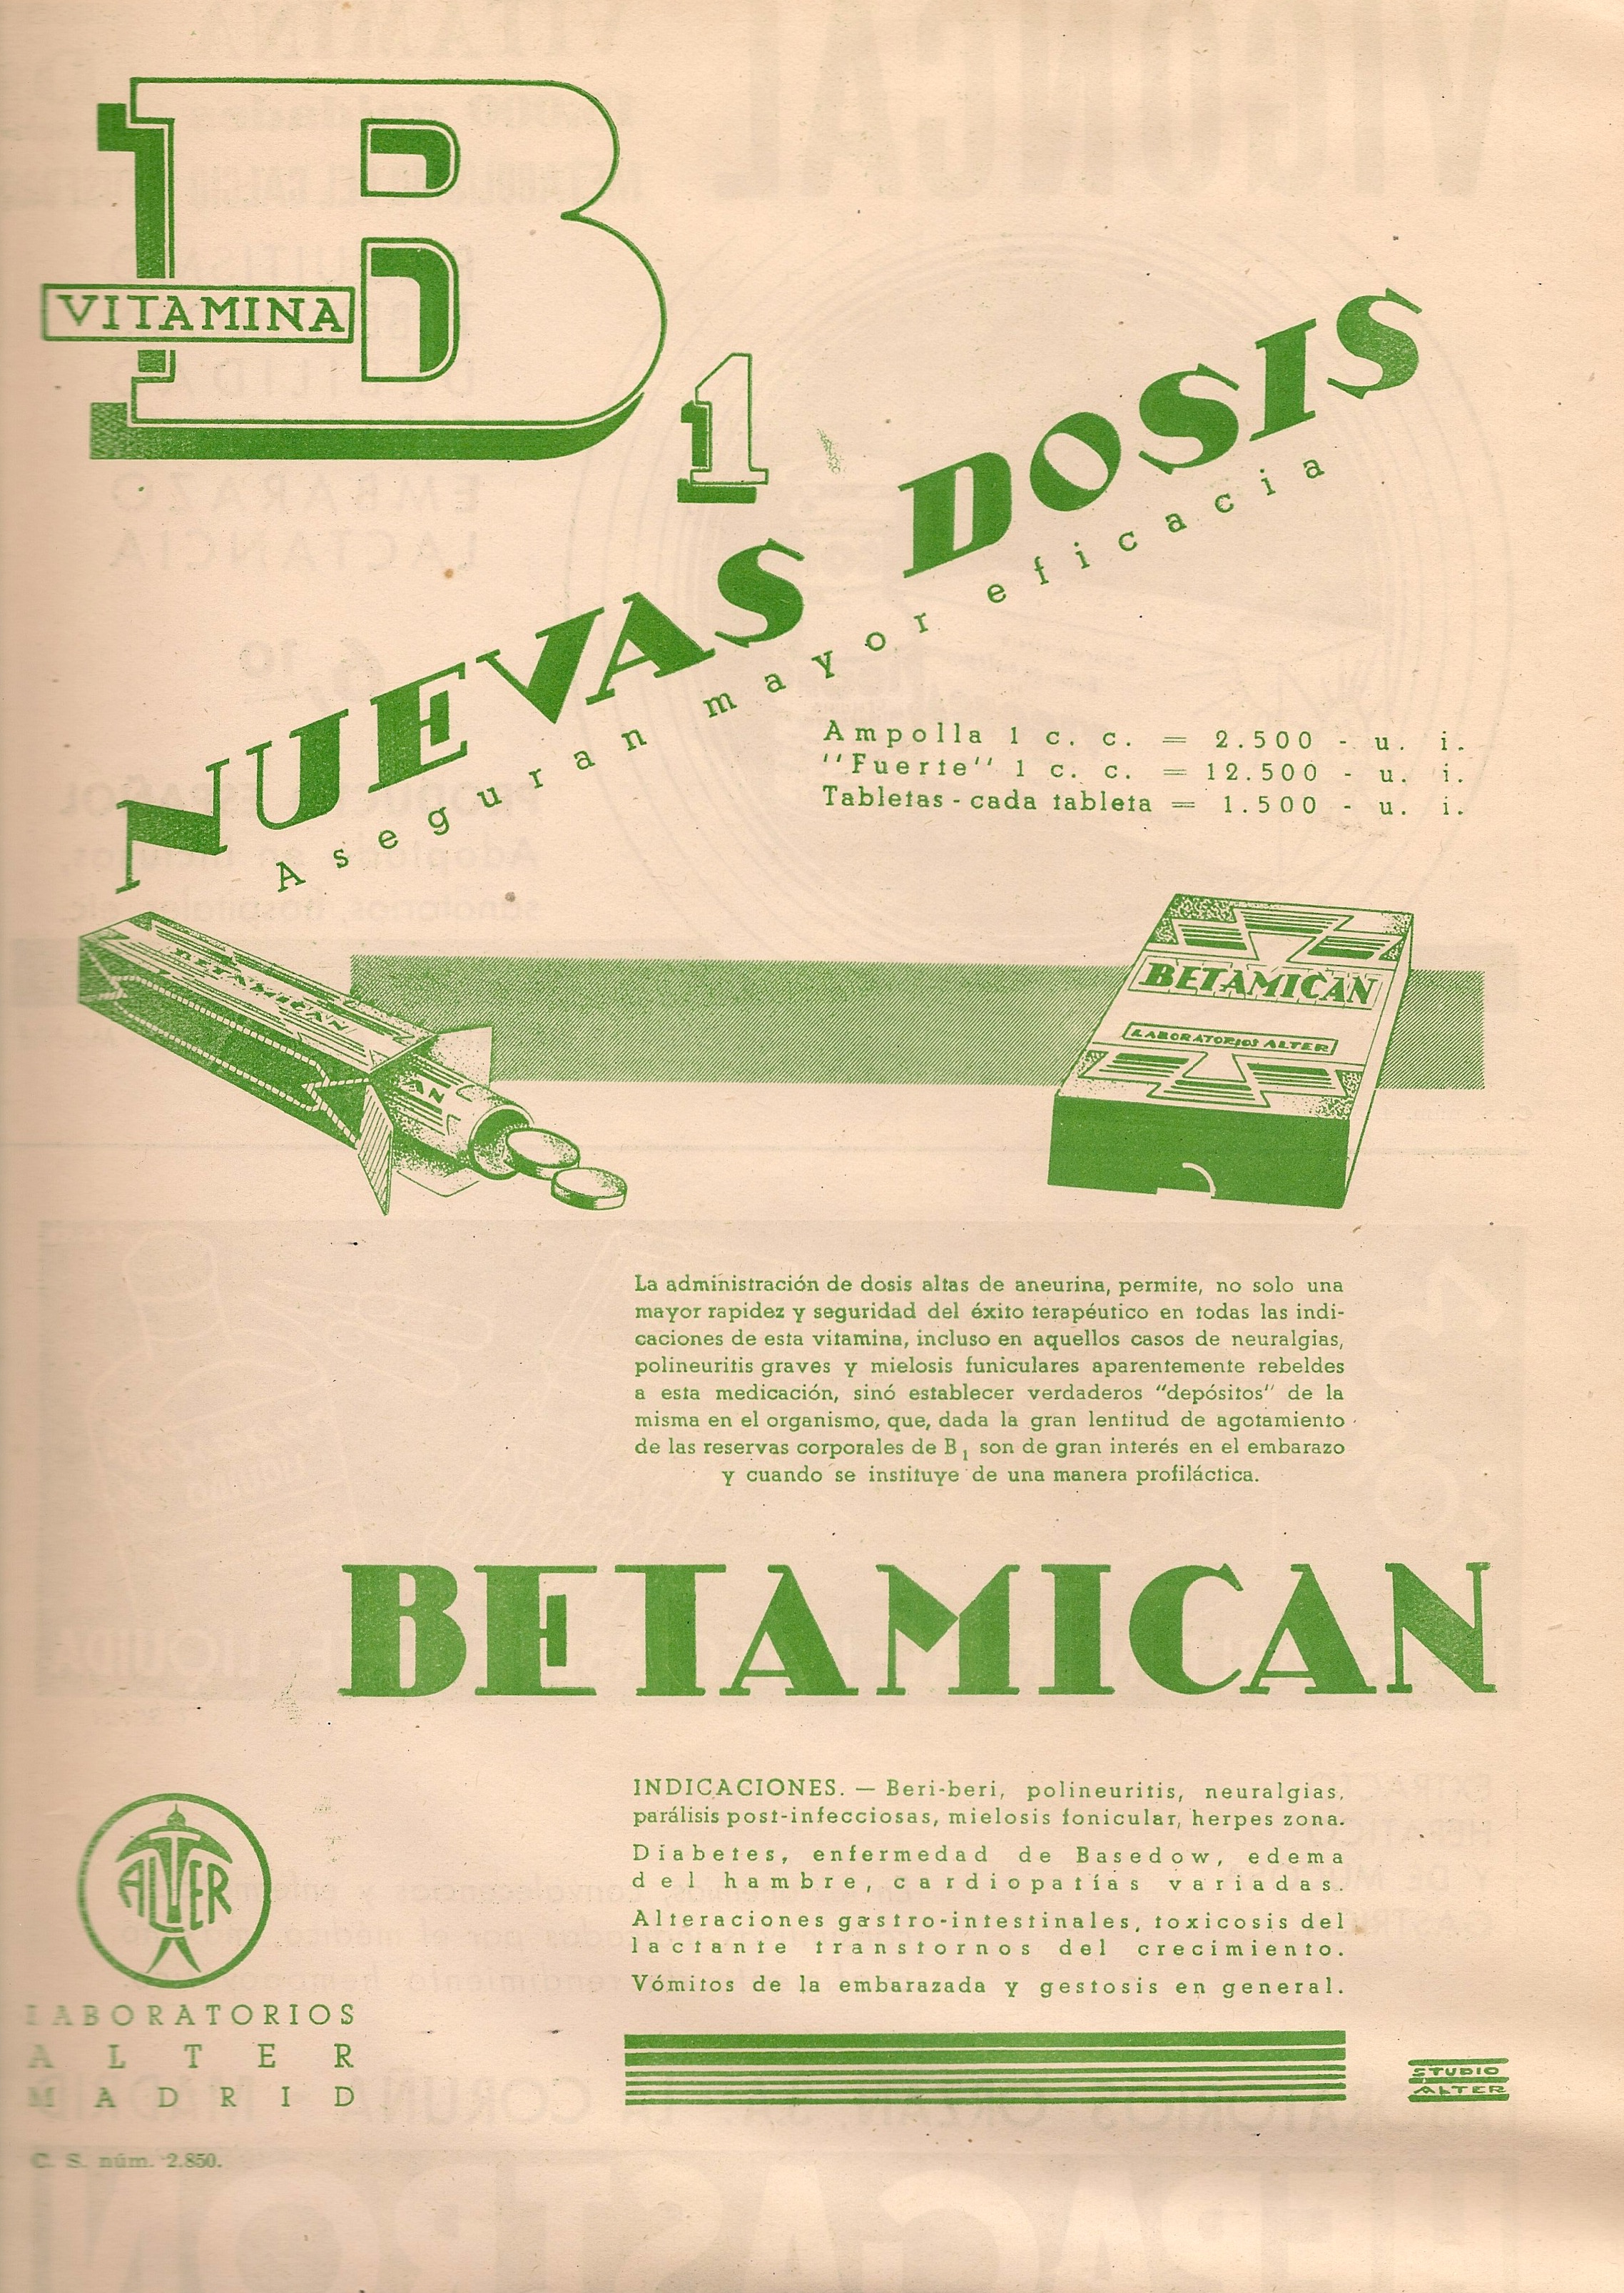 B
VITAMINA
1
NUEVAS DOSIS
Aseguran mayor eficacia
Ampolla 1 c. c. = 2.500 - u. i.
"Fuerte" 1 c. c. = 12.500 - u. i.
Tabletas - cada tableta = 1.500 - u. i.
BETAMICAN
AN
BETAMICAN
LABORATORIOS ALTER
La administración de dosis altas de aneurina, permite, no solo una
mayor rapidez y seguridad del éxito terapéutico en todas las indi-
caciones de esta vitamina, incluso en aquellos casos de neuralgias,
polineuritis graves y mielosis funiculares aparentemente rebeldes
a esta medicación, sinó establecer verdaderos "depósitos" de la
misma en el organismo, que, dada la gran lentitud de agotamiento
de las reservas corporales de B1 son de gran interés en el embarazo
y cuando se instituye de una manera profiláctica.
BETAMICAN
INDICACIONES. — Beri-beri, polineuritis, neuralgias,
parálisis post-infecciosas, mielosis fonicular, herpes zona.
Diabetes, enfermedad de Basedow, edema
del hambre, cardiopatías variadas.
Alteraciones gastro-intestinales, toxicosis del
lactante transtornos del crecimiento.
Vómitos de la embarazada y gestosis en general.
ALTER
LABORATORIOS
ALTER
MADRID
C. S. núm. 2.850.
STUDIO
ALTER